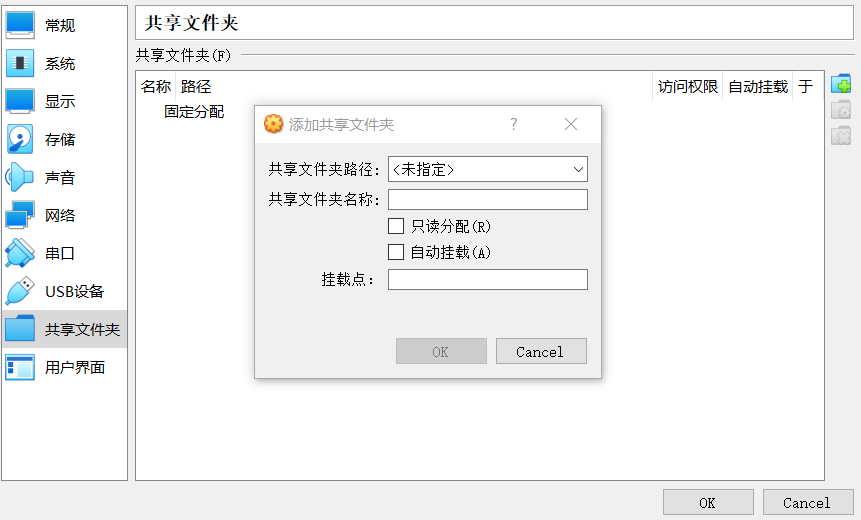 常规
系统
显示
存储
声音
网络
串口
USB设备
共享文件夹
用户界面
共享文件夹
共享文件夹(F)
名称 路径 访问权限 自动挂载 于
固定分配
添加共享文件夹 ?
共享文件夹路径: <未指定>
共享文件夹名称:
只读分配(R)
自动挂载(A)
挂载点:
OK Cancel
OK Cancel